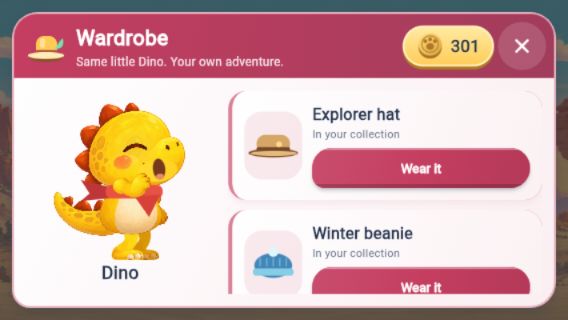 Wardrobe
Same little Dino. Your own adventure.
301
Explorer hat
In your collection
Wear it
Dino
Winter beanie
In your collection
Wear it